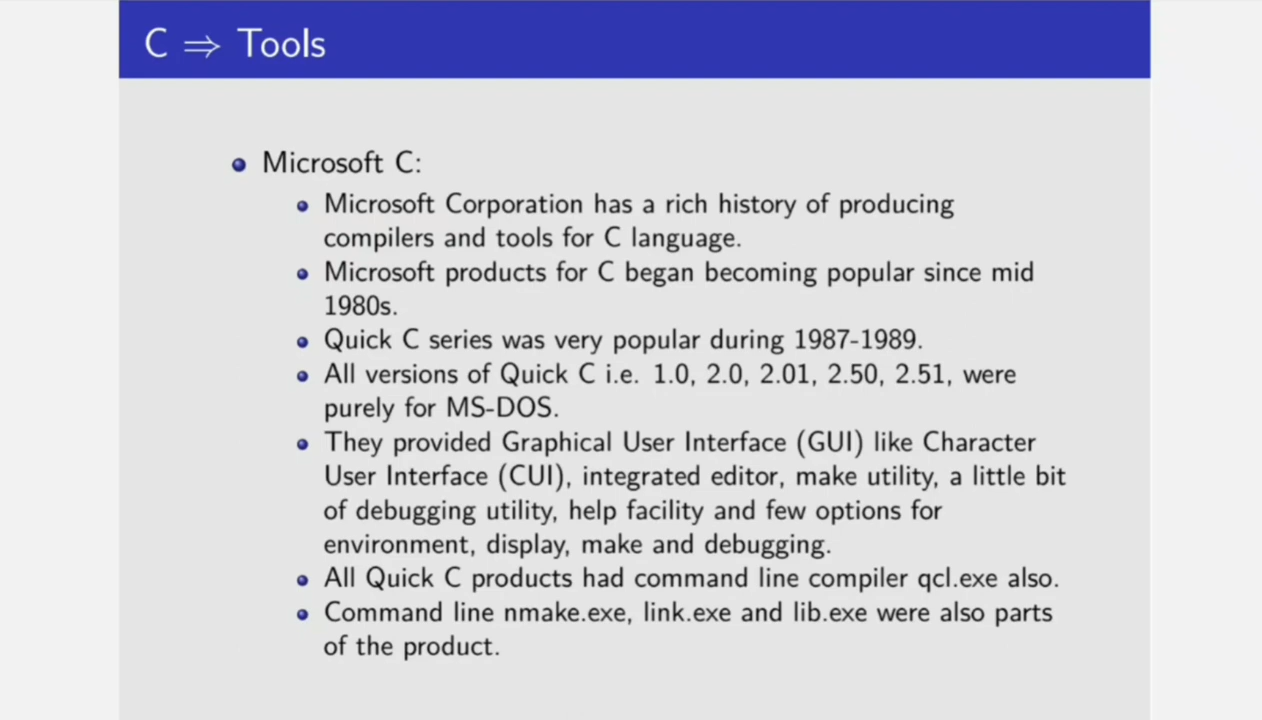 C ⇒ Tools
Microsoft C:
Microsoft Corporation has a rich history of producing
compilers and tools for C language.
Microsoft products for C began becoming popular since mid
1980s.
Quick C series was very popular during 1987-1989.
All versions of Quick C i.e. 1.0, 2.0, 2.01, 2.50, 2.51, were
purely for MS-DOS.
They provided Graphical User Interface (GUI) like Character
User Interface (CUI), integrated editor, make utility, a little bit
of debugging utility, help facility and few options for
environment, display, make and debugging.
All Quick C products had command line compiler qcl.exe also.
Command line nmake.exe, link.exe and lib.exe were also parts
of the product.